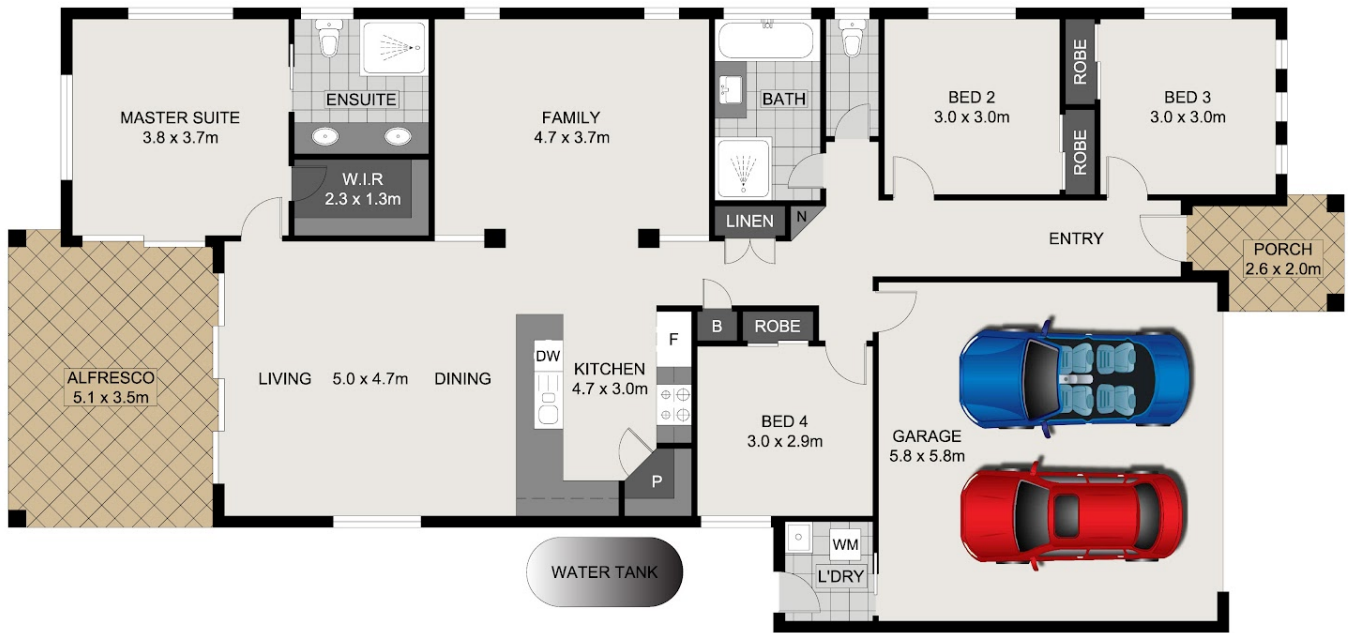 MASTER SUITE
3.8 x 3.7m
ENSUITE
W.I.R
2.3 x 1.3m
FAMILY
4.7 x 3.7m
BATH
LINEN
N
BED 2
3.0 x 3.0m
ROBE
ROBE
BED 3
3.0 x 3.0m
ENTRY
PORCH
2.6 x 2.0m
ALFRESCO
5.1 x 3.5m
LIVING 5.0 x 4.7m DINING
DW
KITCHEN
4.7 x 3.0m
F
P
B
ROBE
BED 4
3.0 x 2.9m
GARAGE
5.8 x 5.8m
WM
L'DRY
WATER TANK